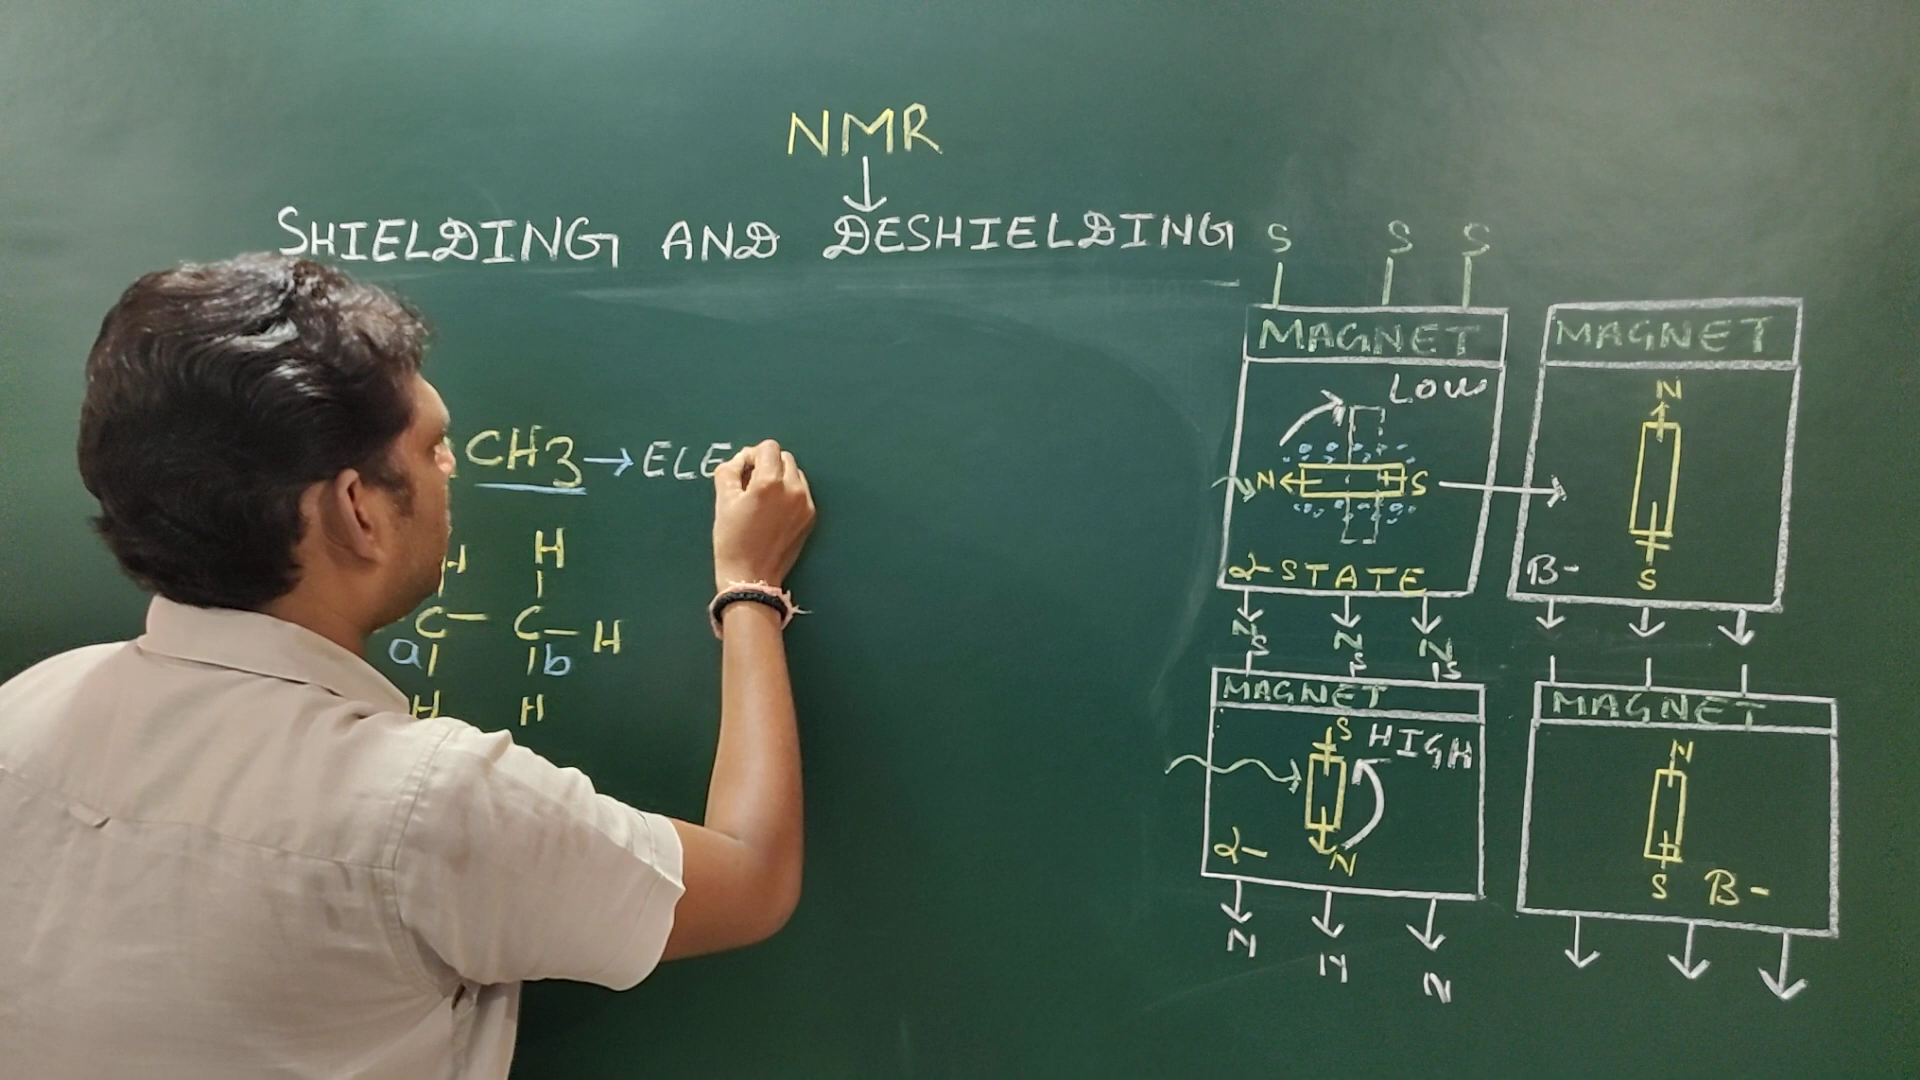 NMR
SHIELDING AND DESHIELDING
S S S
MAGNET
LOW
N S
α-STATE
N S N S N S
MAGNET
N
S
B-
CH3 → ELE
H H
C - C - H
a b
H H
MAGNET
S
HIGH
N
α-
N N N
MAGNET
N
S
B-